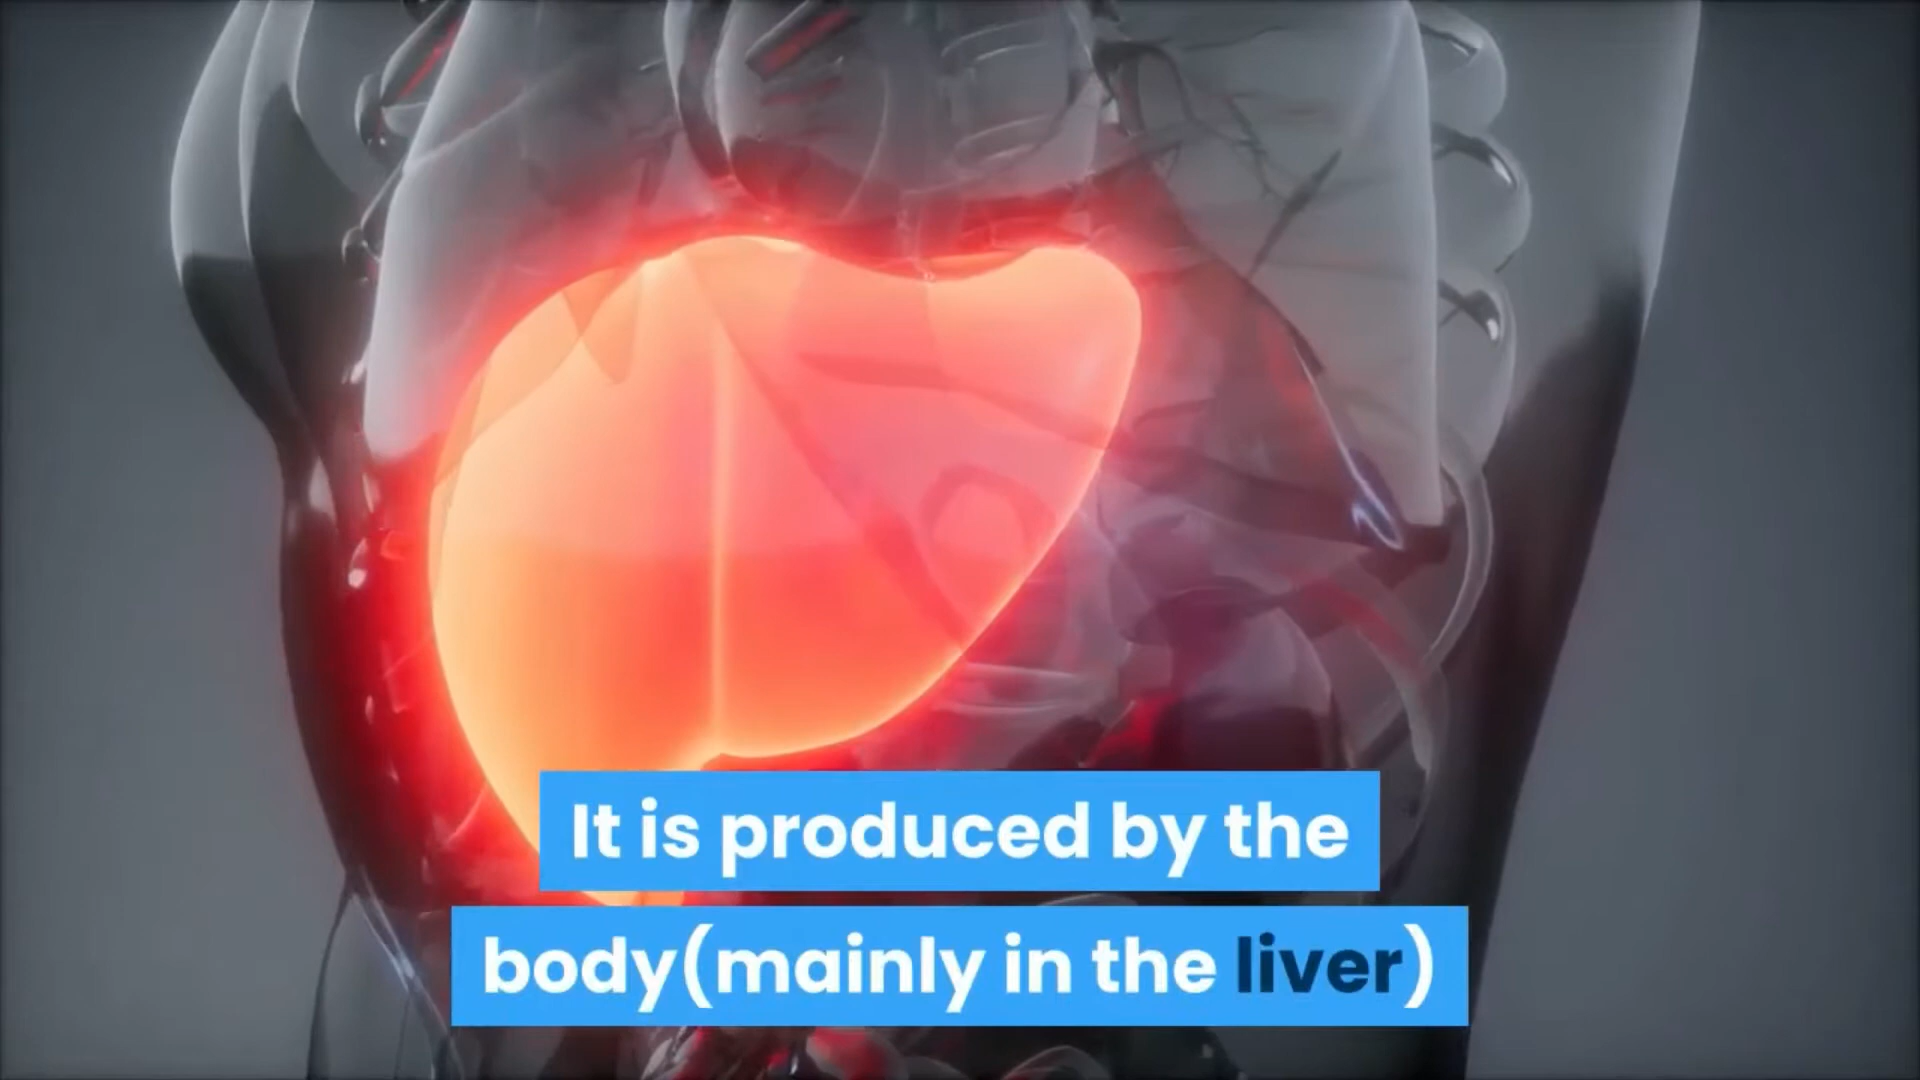 It is produced by the
body(mainly in the liver)